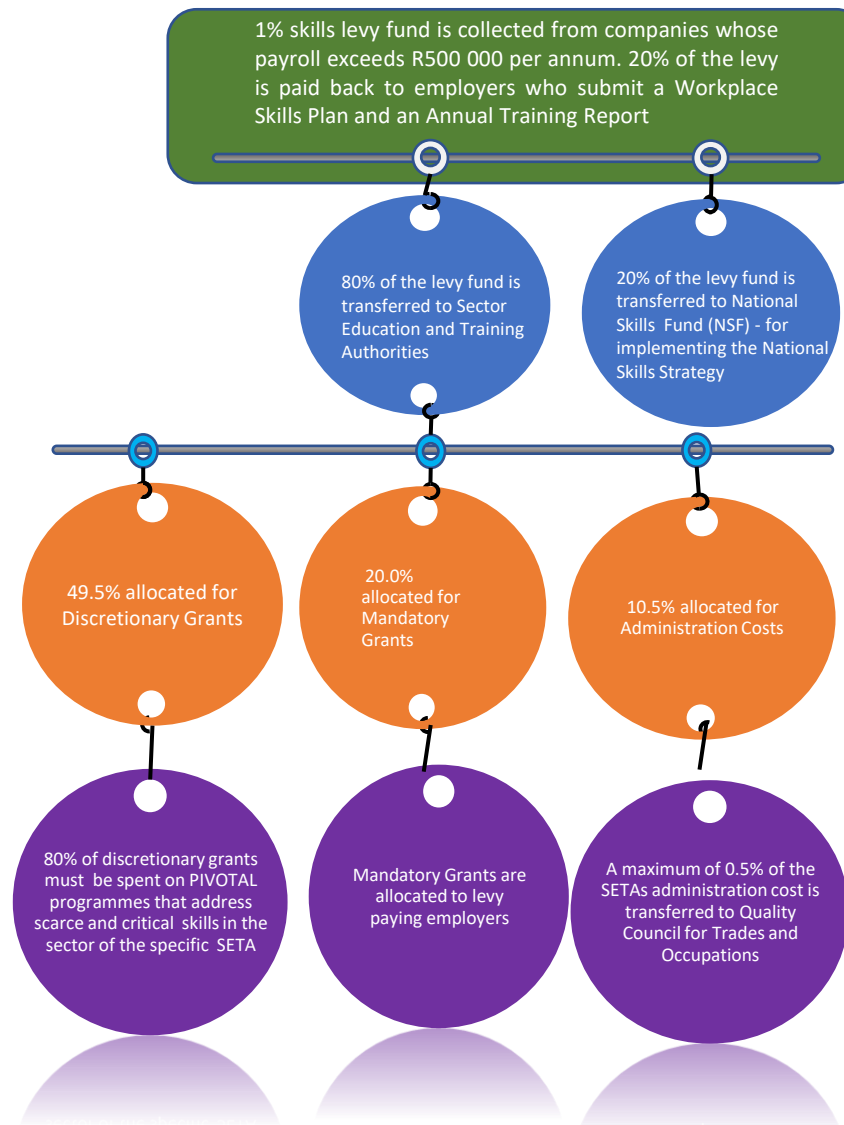 1% skills levy fund is collected from companies whose
payroll exceeds R500 000 per annum. 20% of the levy
is paid back to employers who submit a Workplace
Skills Plan and an Annual Training Report
80% of the levy fund is
transferred to Sector
Education and Training
Authorities
20% of the levy fund is
transferred to National
Skills Fund (NSF) - for
implementing the National
Skills Strategy
49.5% allocated for
Discretionary Grants
20.0%
allocated for
Mandatory
Grants
10.5% allocated for
Administration Costs
80% of discretionary grants
must be spent on PIVOTAL
programmes that address
scarce and critical skills in the
sector of the specific SETA
Mandatory Grants are
allocated to levy
paying employers
A maximum of 0.5% of the
SETAs administration cost is
transferred to Quality
Council for Trades and
Occupations